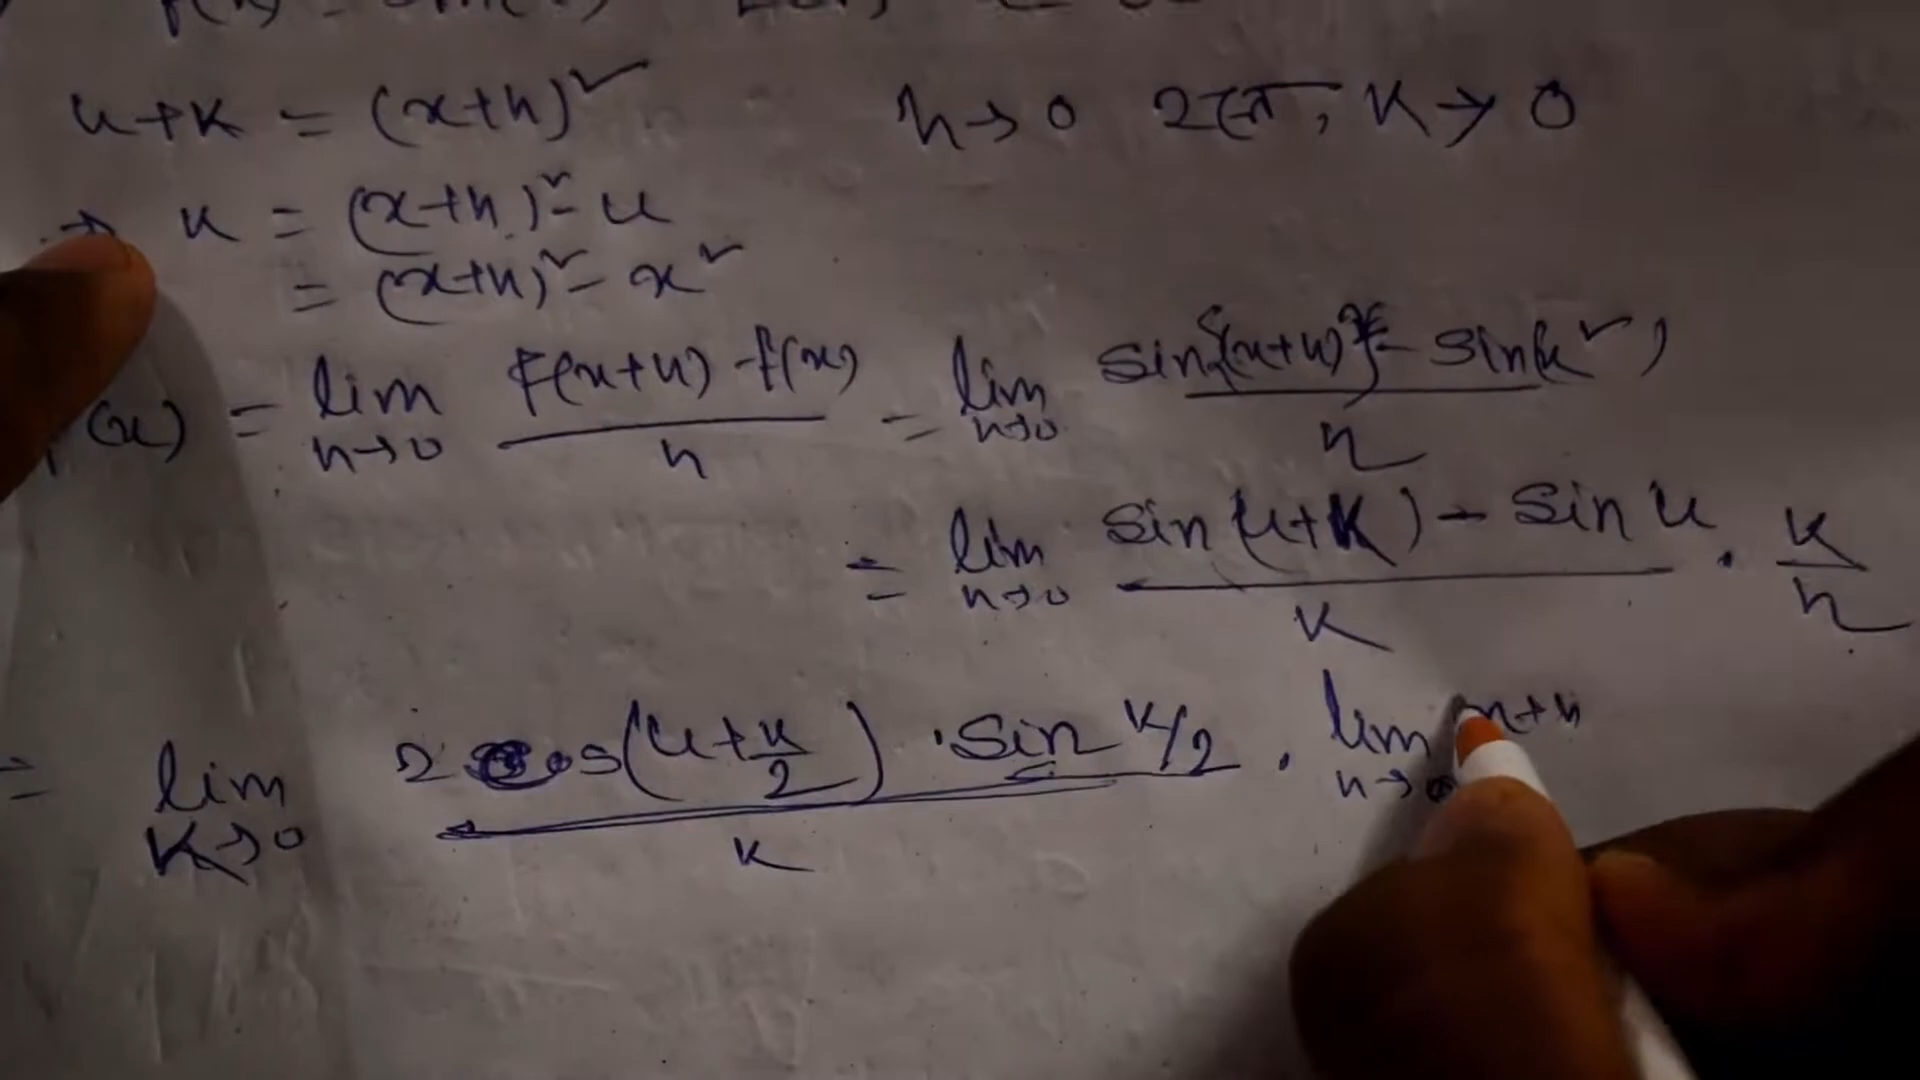 u+k = (x+h)² h→0 হলে, k→0
⇒ k = (x+h)² - u
= (x+h)² - x²
(x) = lim h→0 f(x+h) - f(x) / h = lim h→0 sin{(x+h)²} - sin(x²) / h
= lim h→0 sin(u+k) - sin u / k . k/h
= lim k→0 2 cos(u + k/2) . sin k/2 / k . lim h→0 x+h